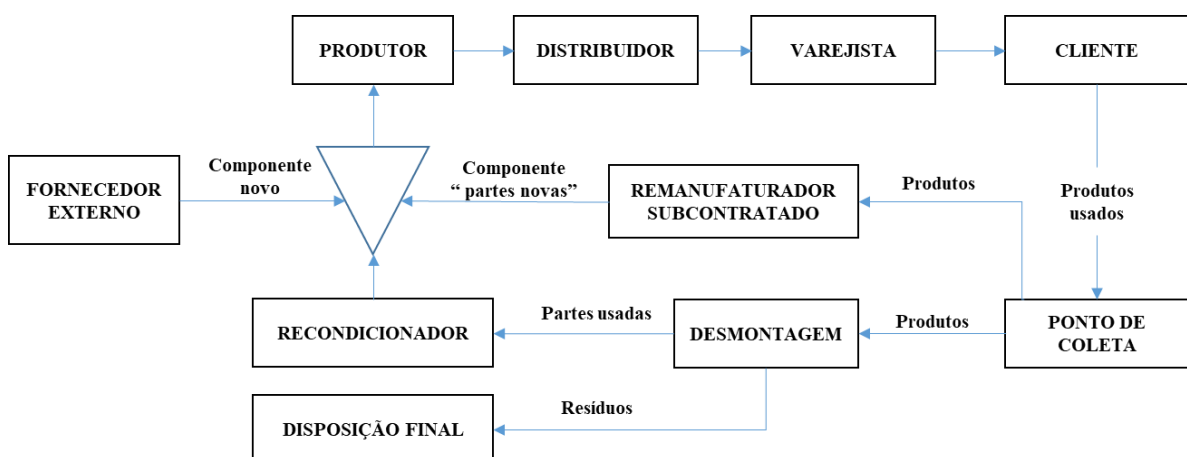 PRODUTOR
DISTRIBUIDOR
VAREJISTA
CLIENTE
FORNECEDOR
EXTERNO
Componente
novo
Componente
“ partes novas”
REMANUFATURADOR
SUBCONTRATADO
Produtos
Produtos
usados
RECONDICIONADOR
Partes usadas
DESMONTAGEM
Produtos
PONTO DE
COLETA
DISPOSIÇÃO FINAL
Resíduos